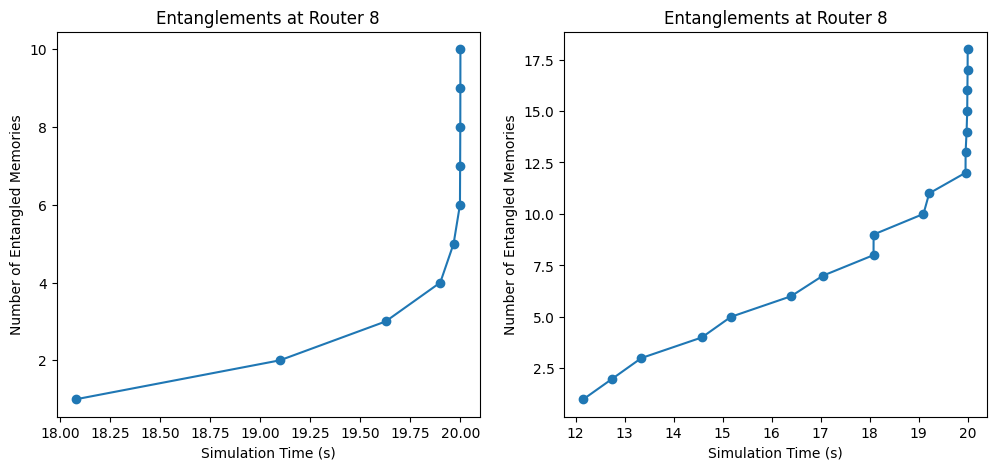 Entanglements at Router 8
Number of Entangled Memories
10
8
6
4
2
18.00 18.25 18.50 18.75 19.00 19.25 19.50 19.75 20.00
Simulation Time (s)
Entanglements at Router 8
Number of Entangled Memories
17.5
15.0
12.5
10.0
7.5
5.0
2.5
12 13 14 15 16 17 18 19 20
Simulation Time (s)